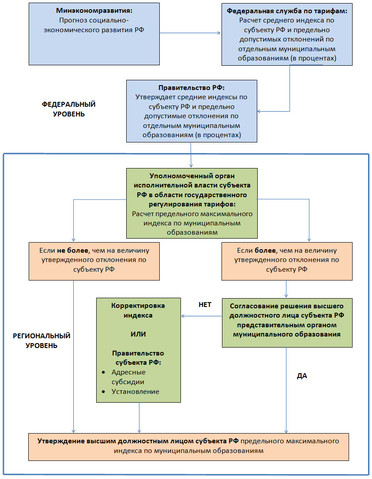 Минэкономразвития:
Прогноз социально-
экономического развития РФ
Федеральная служба по тарифам:
Расчет среднего индекса по
субъекту РФ и предельно
допустимых отклонений по
отдельным муниципальным
образованиям (в процентах)
Правительство РФ:
Утверждает средние индексы по
субъекту РФ и предельно
допустимые отклонения по
отдельным муниципальным
образованиям (в процентах)
ФЕДЕРАЛЬНЫЙ
УРОВЕНЬ
Уполномоченный орган
исполнительной власти субъекта
РФ в области государственного
регулирования тарифов:
Расчет предельного максимального
индекса по муниципальным
образованиям
Если не более, чем на величину
утвержденного отклонения по
субъекту РФ
Если более, чем на величину
утвержденного отклонения по
субъекту РФ
Корректировка
индекса
ИЛИ
Правительство
субъекта РФ:
• Адресные
субсидии
• Установление
НЕТ
Согласование решения высшего
должностного лица субъекта РФ
представительным органом
муниципального образования
РЕГИОНАЛЬНЫЙ
УРОВЕНЬ
ДА
Утверждение высшим должностным лицом субъекта РФ предельного максимального
индекса по муниципальным образованиям